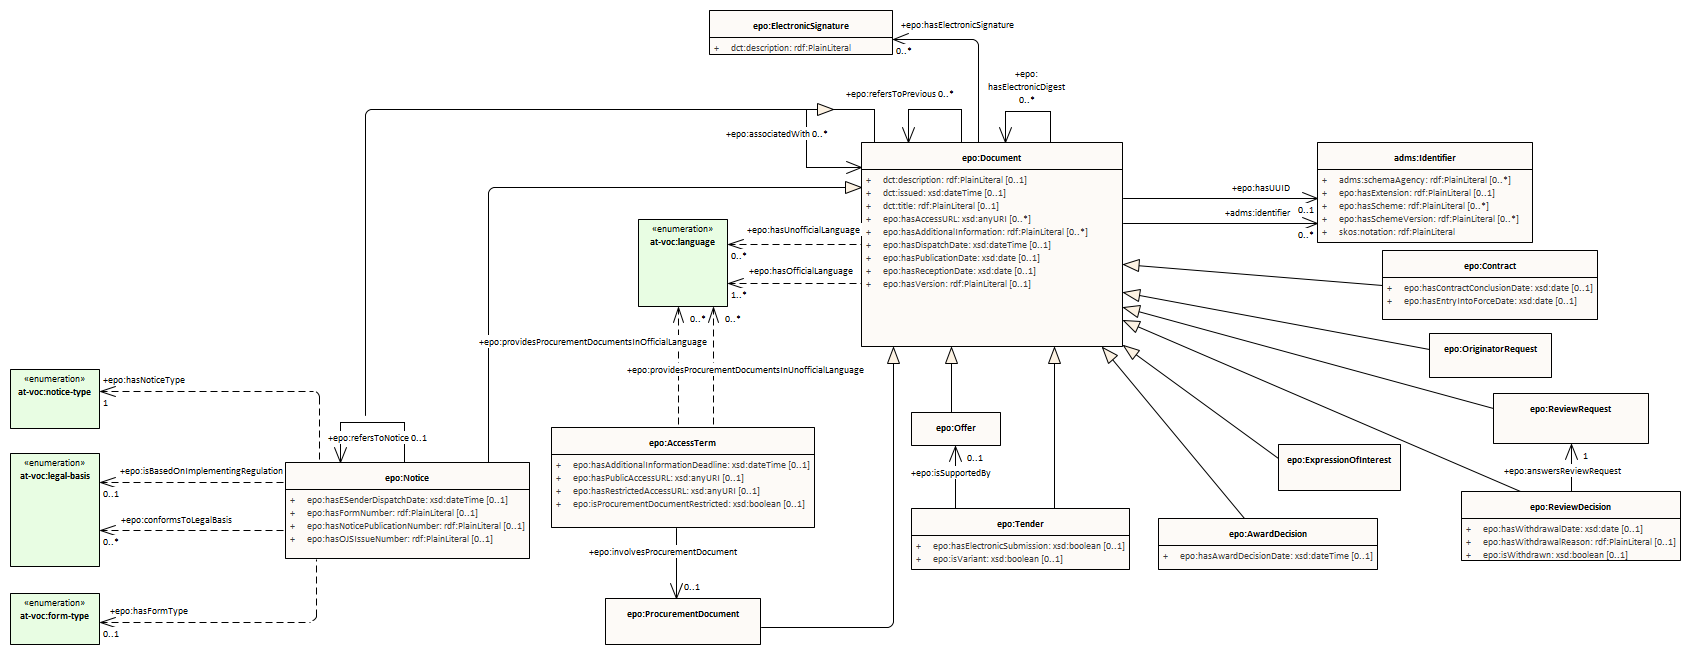 epo:ElectronicSignature
+ dct:description: rdf:PlainLiteral
+epo:hasElectronicSignature
0..*
+epo:
hasElectronicDigest
0..*
+epo:refersToPrevious 0..*
+epo:associatedWith 0..*
epo:Document
+ dct:description: rdf:PlainLiteral [0..1]
+ dct:issued: xsd:dateTime [0..1]
+ dct:title: rdf:PlainLiteral [0..1]
+ epo:hasAccessURL: xsd:anyURI [0..*]
+ epo:hasAdditionalInformation: rdf:PlainLiteral [0..*]
+ epo:hasDispatchDate: xsd:dateTime [0..1]
+ epo:hasPublicationDate: xsd:date [0..1]
+ epo:hasReceptionDate: xsd:date [0..1]
+ epo:hasVersion: rdf:PlainLiteral [0..1]
adms:Identifier
+ adms:schemaAgency: rdf:PlainLiteral [0..*]
+ epo:hasExtension: rdf:PlainLiteral [0..1]
+ epo:hasScheme: rdf:PlainLiteral [0..*]
+ epo:hasSchemeVersion: rdf:PlainLiteral [0..*]
+ skos:notation: rdf:PlainLiteral
+epo:hasUUID
0..1
+adms:identifier
0..*
«enumeration»
at-voc:language
+epo:hasUnofficialLanguage
0..*
+epo:hasOfficialLanguage
1..*
0..*
0..*
+epo:providesProcurementDocumentsInOfficialLanguage
+epo:providesProcurementDocumentsInUnofficialLanguage
epo:Contract
+ epo:hasContractConclusionDate: xsd:date [0..1]
+ epo:hasEntryIntoForceDate: xsd:date [0..1]
epo:OriginatorRequest
epo:ReviewRequest
1
+epo:answersReviewRequest
epo:ReviewDecision
+ epo:hasWithdrawalDate: xsd:date [0..1]
+ epo:hasWithdrawalReason: rdf:PlainLiteral [0..1]
+ epo:isWithdrawn: xsd:boolean [0..1]
«enumeration»
at-voc:notice-type
+epo:hasNoticeType
1
«enumeration»
at-voc:legal-basis
+epo:isBasedOnImplementingRegulation
0..1
+epo:conformsToLegalBasis
0..*
«enumeration»
at-voc:form-type
+epo:hasFormType
0..1
+epo:refersToNotice 0..1
epo:Notice
+ epo:hasESenderDispatchDate: xsd:dateTime [0..1]
+ epo:hasFormNumber: rdf:PlainLiteral [0..1]
+ epo:hasNoticePublicationNumber: rdf:PlainLiteral [0..1]
+ epo:hasOJSIssueNumber: rdf:PlainLiteral [0..1]
epo:AccessTerm
+ epo:hasAdditionalInformationDeadline: xsd:dateTime [0..1]
+ epo:hasPublicAccessURL: xsd:anyURI [0..1]
+ epo:hasRestrictedAccessURL: xsd:anyURI [0..1]
+ epo:isProcurementDocumentRestricted: xsd:boolean [0..1]
+epo:involvesProcurementDocument
0..1
epo:ProcurementDocument
epo:Offer
0..1
+epo:isSupportedBy
epo:Tender
+ epo:hasElectronicSubmission: xsd:boolean [0..1]
+ epo:isVariant: xsd:boolean [0..1]
epo:ExpressionOfInterest
epo:AwardDecision
+ epo:hasAwardDecisionDate: xsd:dateTime [0..1]